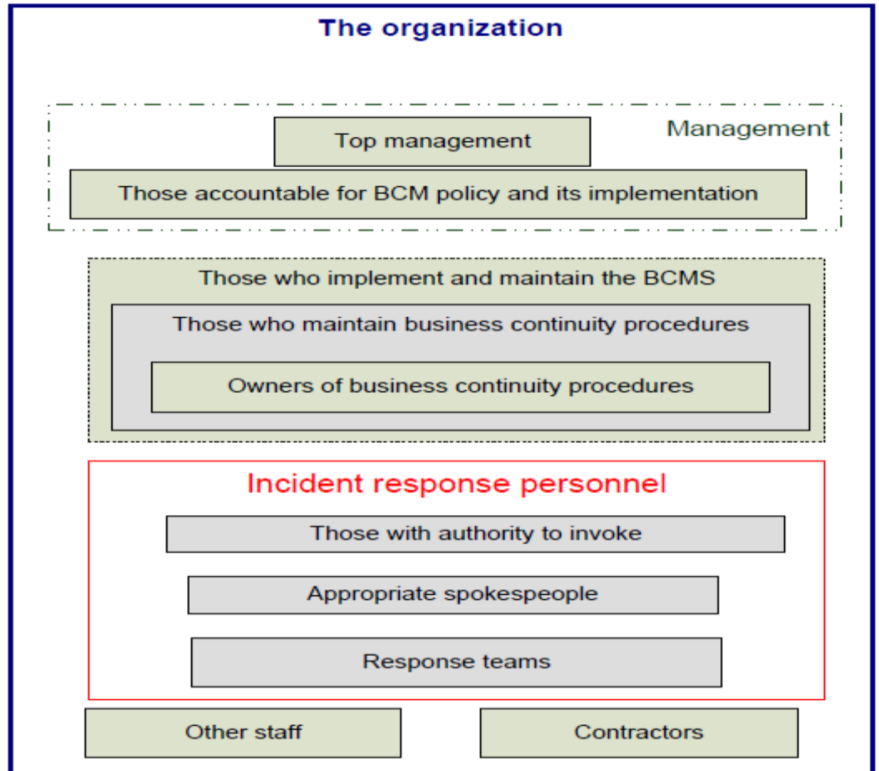 The organization
Management
Top management
Those accountable for BCM policy and its implementation
Those who implement and maintain the BCMS
Those who maintain business continuity procedures
Owners of business continuity procedures
Incident response personnel
Those with authority to invoke
Appropriate spokespeople
Response teams
Other staff
Contractors